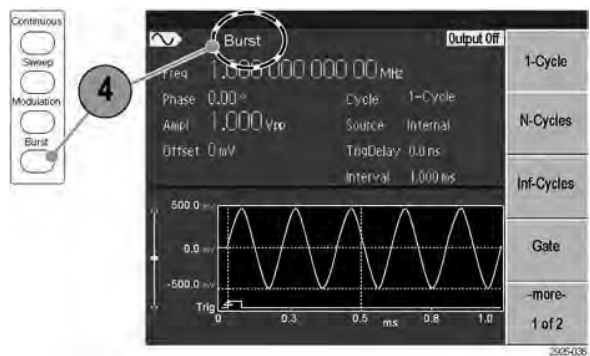 Continuous
Sweep
Modulation
Burst
4
Burst
Output Off
Freq 1.000 000 000 00 MHz
Phase 0.00 °
Cycle 1-Cycle
Ampl 1.000 Vpp
Source Internal
Offset 0 mV
TrigDelay 0.0 ns
Interval 1.000 ms
500.0 mV
0.0 mV
-500.0 mV
Trig
0 0.3 0.5 ms 0.8 1.0
1-Cycle
N-Cycles
Inf-Cycles
Gate
-more-
1 of 2
2925-036